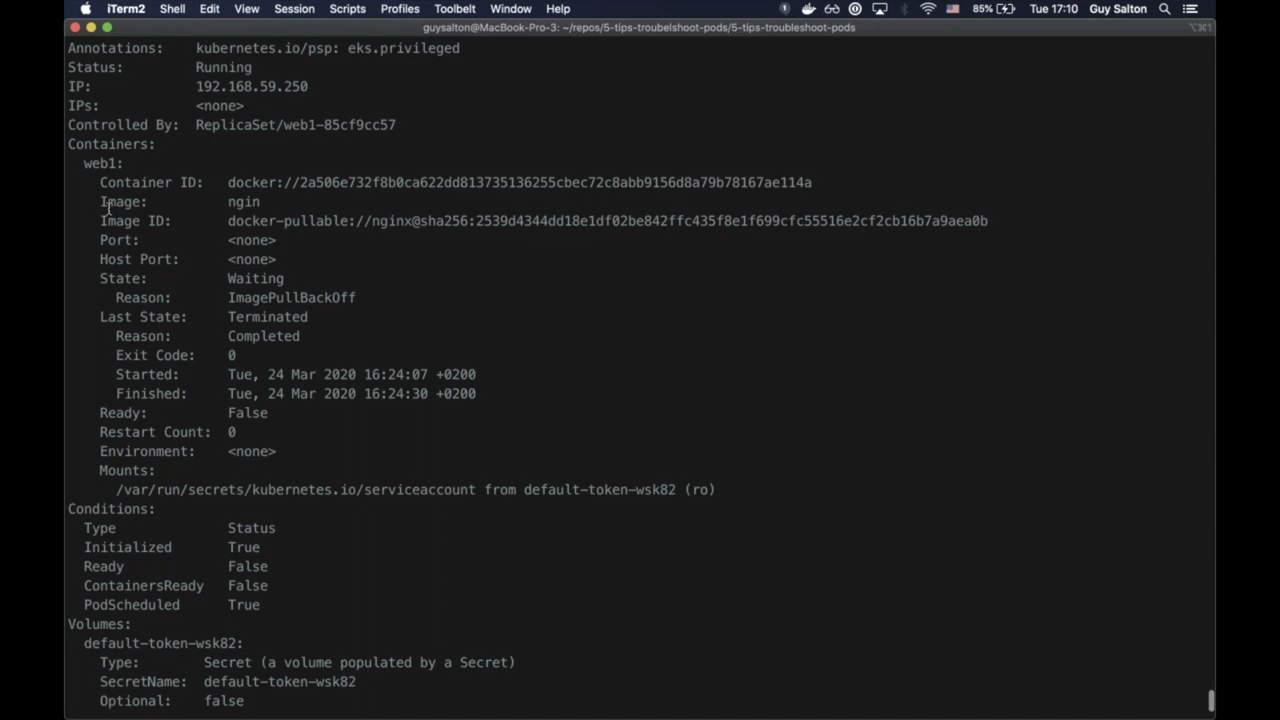 iTerm2 Shell Edit View Session Scripts Profiles Toolbelt Window Help 85% Tue 17:10 Guy Salton
guysalton@MacBook-Pro-3: ~/repos/5-tips-troubelshoot-pods/5-tips-troubleshoot-pods ⌥⌘1
Annotations: kubernetes.io/psp: eks.privileged
Status: Running
IP: 192.168.59.250
IPs: <none>
Controlled By: ReplicaSet/web1-85cf9cc57
Containers:
web1:
Container ID: docker://2a506e732f8b0ca622dd813735136255cbec72c8abb9156d8a79b78167ae114a
Image: ngin
Image ID: docker-pullable://nginx@sha256:2539d4344dd18e1df02be842ffc435f8e1f699cfc55516e2cf2cb16b7a9aea0b
Port: <none>
Host Port: <none>
State: Waiting
Reason: ImagePullBackOff
Last State: Terminated
Reason: Completed
Exit Code: 0
Started: Tue, 24 Mar 2020 16:24:07 +0200
Finished: Tue, 24 Mar 2020 16:24:30 +0200
Ready: False
Restart Count: 0
Environment: <none>
Mounts:
/var/run/secrets/kubernetes.io/serviceaccount from default-token-wsk82 (ro)
Conditions:
Type Status
Initialized True
Ready False
ContainersReady False
PodScheduled True
Volumes:
default-token-wsk82:
Type: Secret (a volume populated by a Secret)
SecretName: default-token-wsk82
Optional: false